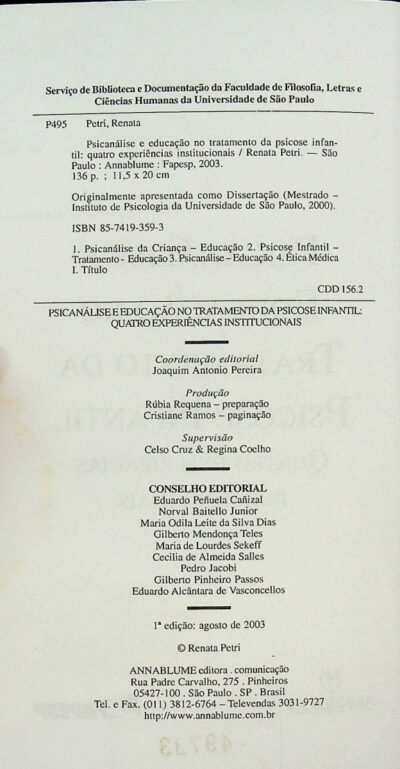 Serviço de Biblioteca e Documentação da Faculdade de Filosofia, Letras e
Ciências Humanas da Universidade de São Paulo
P495 Petri, Renata
Psicanálise e educação no tratamento da psicose infan-
til: quatro experiências institucionais / Renata Petri. — São
Paulo : Annablume : Fapesp, 2003.
136 p. ; 11,5 x 20 cm
Originalmente apresentada como Dissertação (Mestrado –
Instituto de Psicologia da Universidade de São Paulo, 2000).
ISBN 85-7419-359-3
1. Psicanálise da Criança – Educação 2. Psicose Infantil –
Tratamento - Educação 3. Psicanálise – Educação 4. Ética Médica
I. Título
CDD 156.2
PSICANÁLISE E EDUCAÇÃO NO TRATAMENTO DA PSICOSE INFANTIL:
QUATRO EXPERIÊNCIAS INSTITUCIONAIS
Coordenação editorial
Joaquim Antonio Pereira
Produção
Rúbia Requena – preparação
Cristiane Ramos – paginação
Supervisão
Celso Cruz & Regina Coelho
CONSELHO EDITORIAL
Eduardo Peñuela Cañizal
Norval Baitello Junior
Maria Odila Leite da Silva Dias
Gilberto Mendonça Teles
Maria de Lourdes Sekeff
Cecilia de Almeida Salles
Pedro Jacobi
Gilberto Pinheiro Passos
Eduardo Alcântara de Vasconcellos
1ª edição: agosto de 2003
© Renata Petri
ANNABLUME editora . comunicação
Rua Padre Carvalho, 275 . Pinheiros
05427-100 . São Paulo . SP . Brasil
Tel. e Fax. (011) 3812-6764 – Televendas 3031-9727
http://www.annablume.com.br